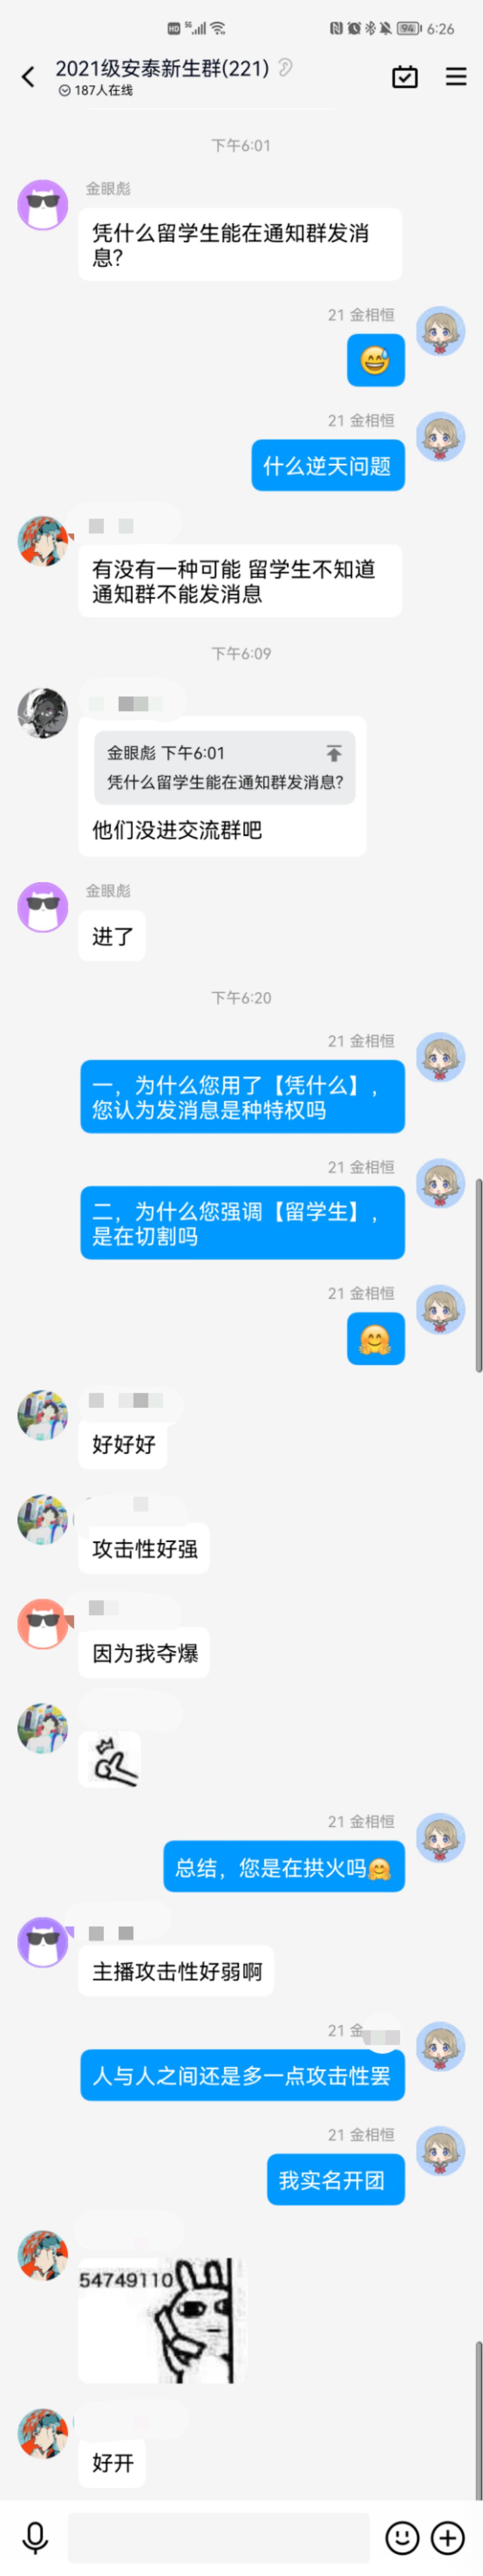 HD 5G 94 6:26
2021级安泰新生群(221)
187人在线
下午6:01
金眼彪
凭什么留学生能在通知群发消
息?
21 金相恒
😅
21 金相恒
什么逆天问题
有没有一种可能 留学生不知道
通知群不能发消息
下午6:09
金眼彪 下午6:01
凭什么留学生能在通知群发消息?
他们没进交流群吧
金眼彪
进了
下午6:20
21 金相恒
一，为什么您用了【凭什么】，
您认为发消息是种特权吗
21 金相恒
二，为什么您强调【留学生】，
是在切割吗
21 金相恒
🤗
好好好
攻击性好强
因为我夺爆
21 金相恒
总结，您是在拱火吗🤗
主播攻击性好弱啊
21 金
人与人之间还是多一点攻击性罢
21 金相恒
我实名开团
54749110
好开